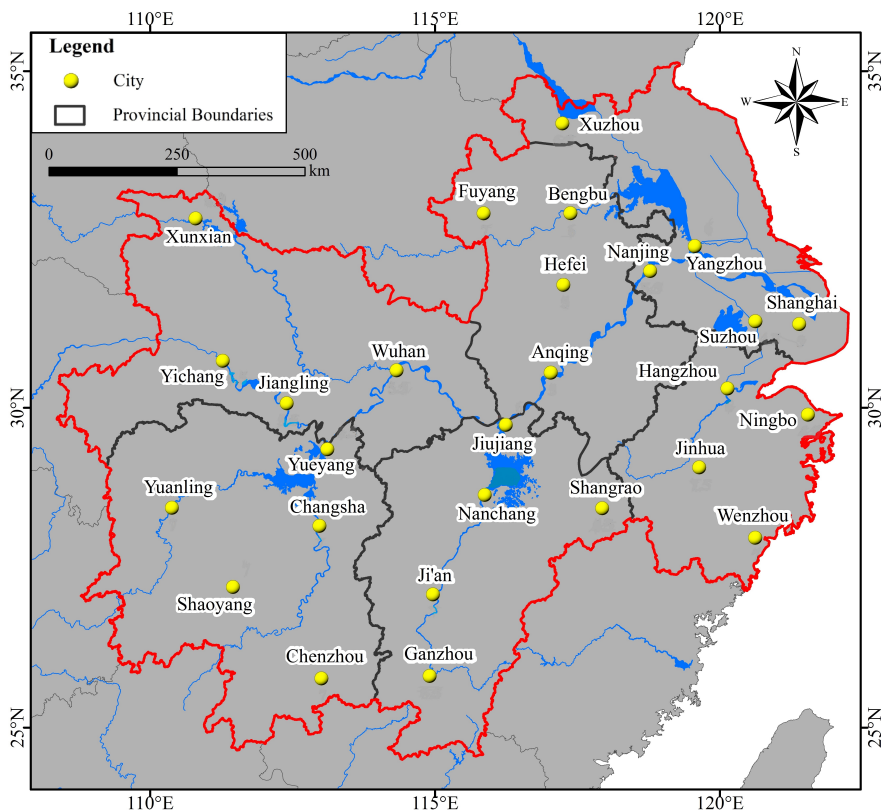 110°E 115°E 120°E
Legend
City
Provincial Boundaries
0 250 500
km
N
W E
S
35°N
35°N
Xuzhou
Fuyang Bengbu
Xunxian
Nanjing
Hefei
Yangzhou
Shanghai
Suzhou
Wuhan
Anqing
Yichang
Jiangling
Hangzhou
30°N
30°N
Ningbo
Jiujiang
Jinhua
Yueyang
Yuanling
Shangrao
Changsha
Nanchang
Wenzhou
Ji'an
Shaoyang
Chenzhou
Ganzhou
25°N
25°N
110°E 115°E 120°E